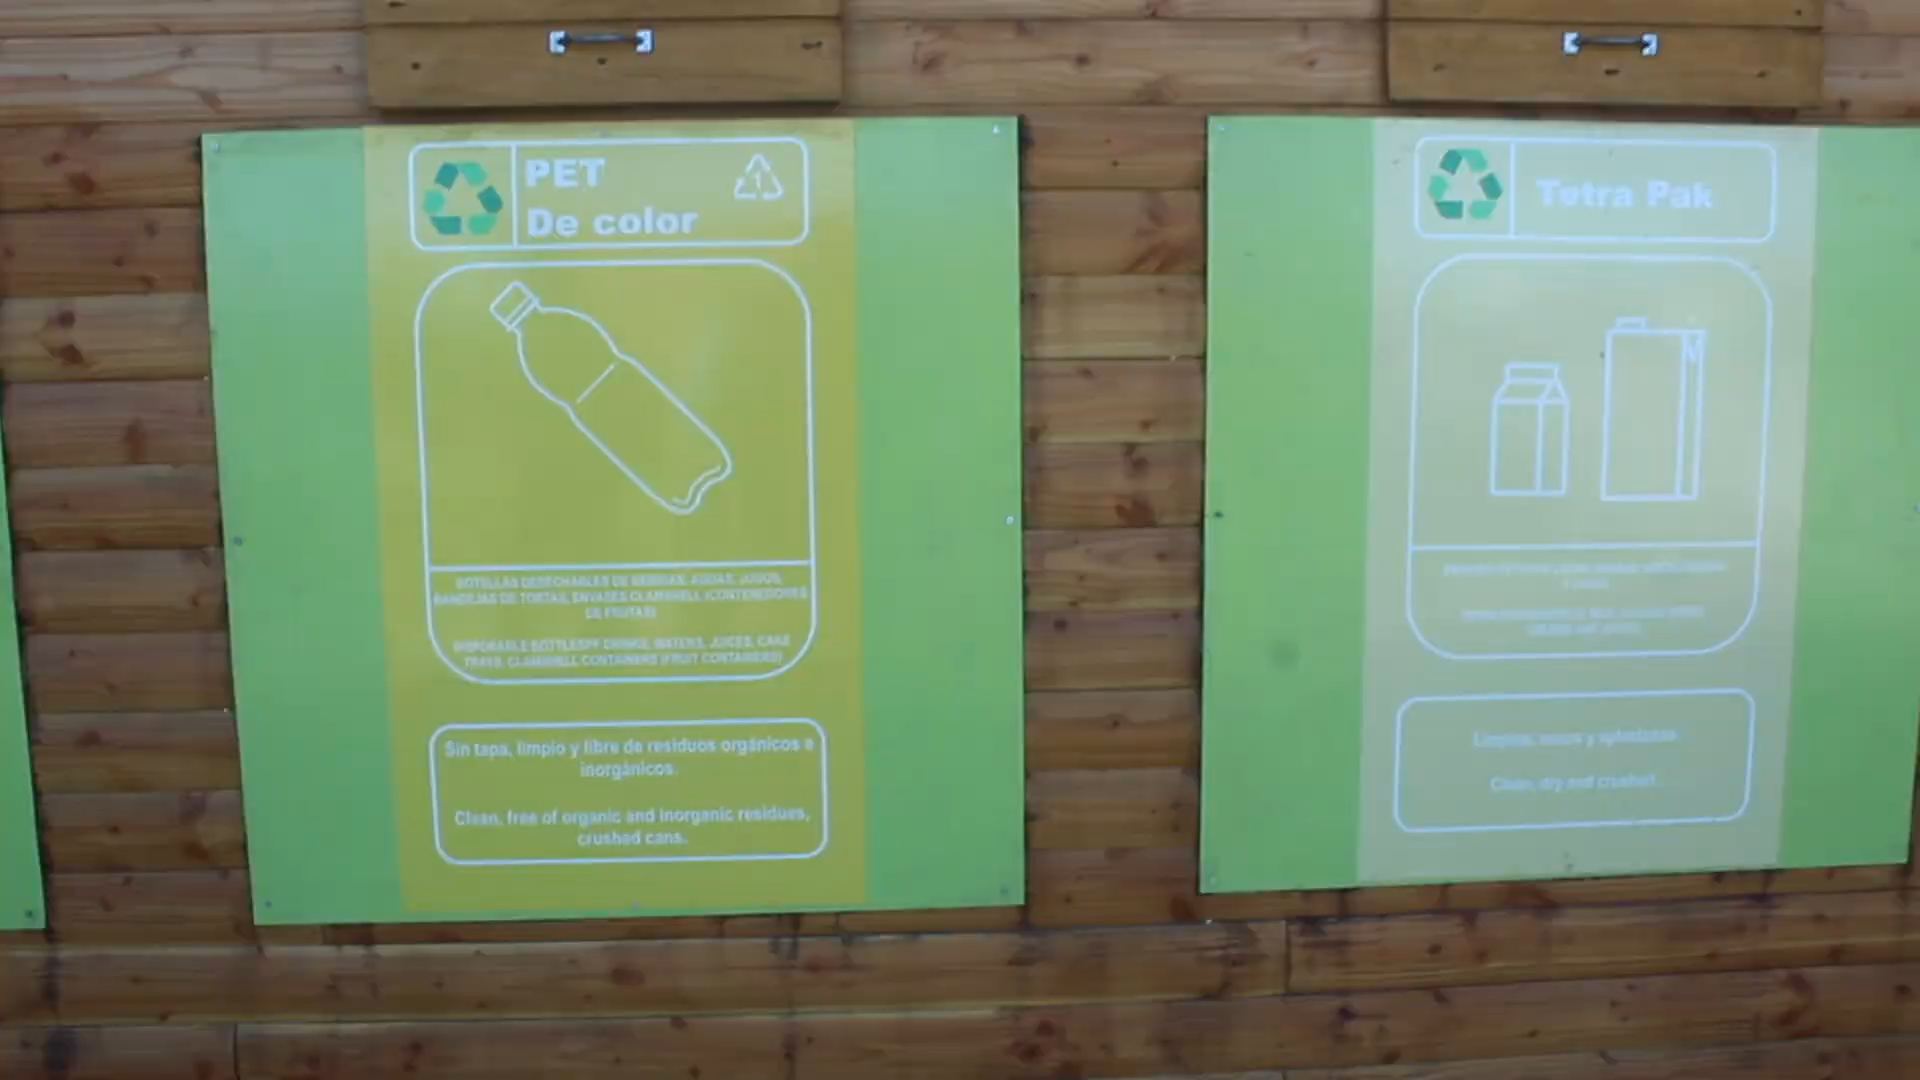 PET
1
De color
BOTELLAS DESECHABLES DE BEBIDAS, AGUAS, JUGOS,
BANDEJAS DE TORTAS, ENVASES CLAMSHELL (CONTENEDORES
DE FRUTAS)
DISPOSABLE BOTTLES DRINKS, WATERS, JUICES, CAKE
TRAYS, CLAMSHELL CONTAINERS (FRUIT CONTAINERS)
Sin tapa, limpio y libre de residuos orgánicos e
inorgánicos.
Clean, free of organic and inorganic residues,
crushed cans.
Tetra Pak
Limpios, secos y aplastados.
Clean, dry and crushed.